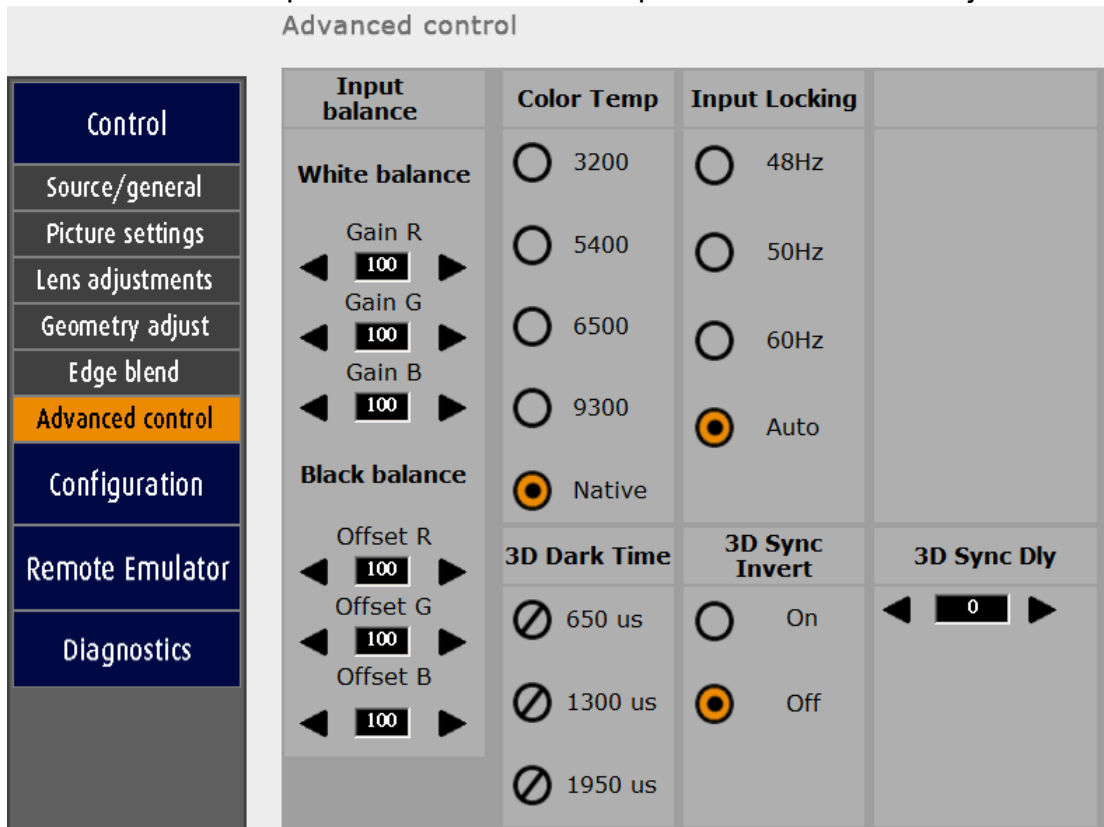 Advanced control
Control
Source/general
Picture settings
Lens adjustments
Geometry adjust
Edge blend
Advanced control
Configuration
Remote Emulator
Diagnostics
Input
balance
White balance
Gain R
100
Gain G
100
Gain B
100
Black balance
Offset R
100
Offset G
100
Offset B
100
Color Temp
3200
5400
6500
9300
Native
Input Locking
48Hz
50Hz
60Hz
Auto
3D Dark Time
650 us
1300 us
1950 us
3D Sync
Invert
On
Off
3D Sync Dly
0